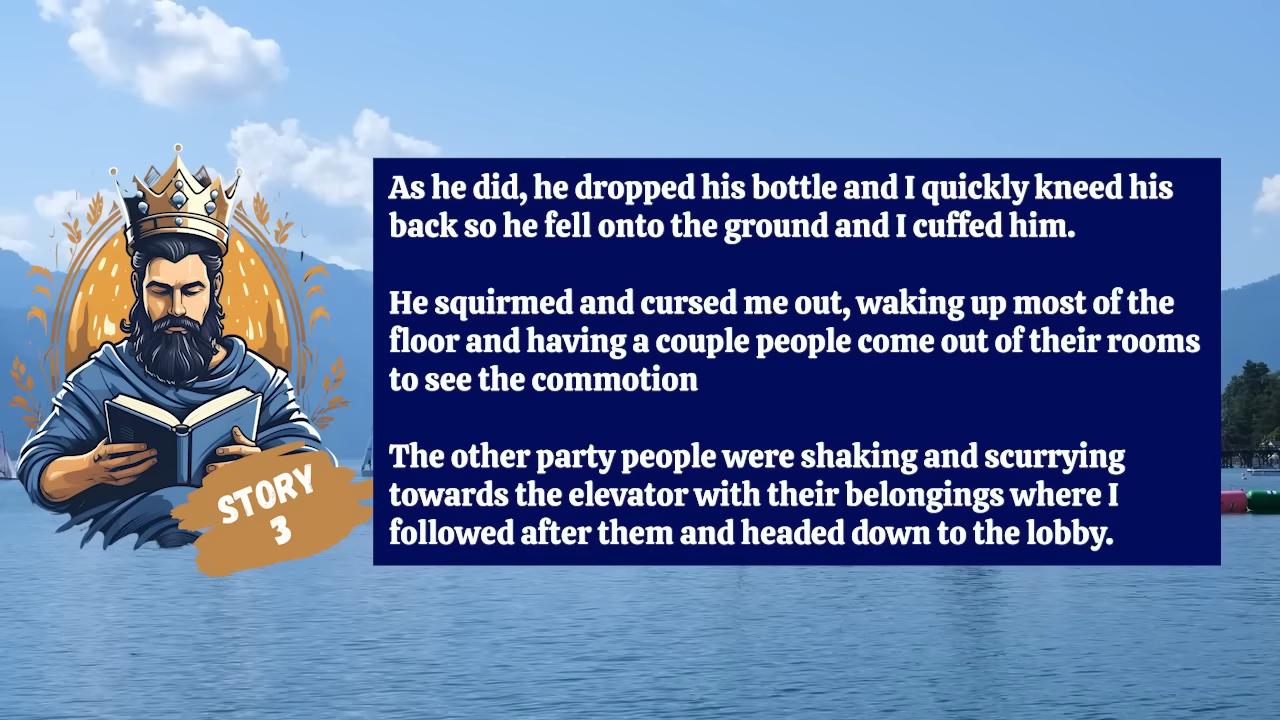 As he did, he dropped his bottle and I quickly kneed his
back so he fell onto the ground and I cuffed him.
He squirmed and cursed me out, waking up most of the
floor and having a couple people come out of their rooms
to see the commotion
The other party people were shaking and scurrying
towards the elevator with their belongings where I
followed after them and headed down to the lobby.
STORY
3